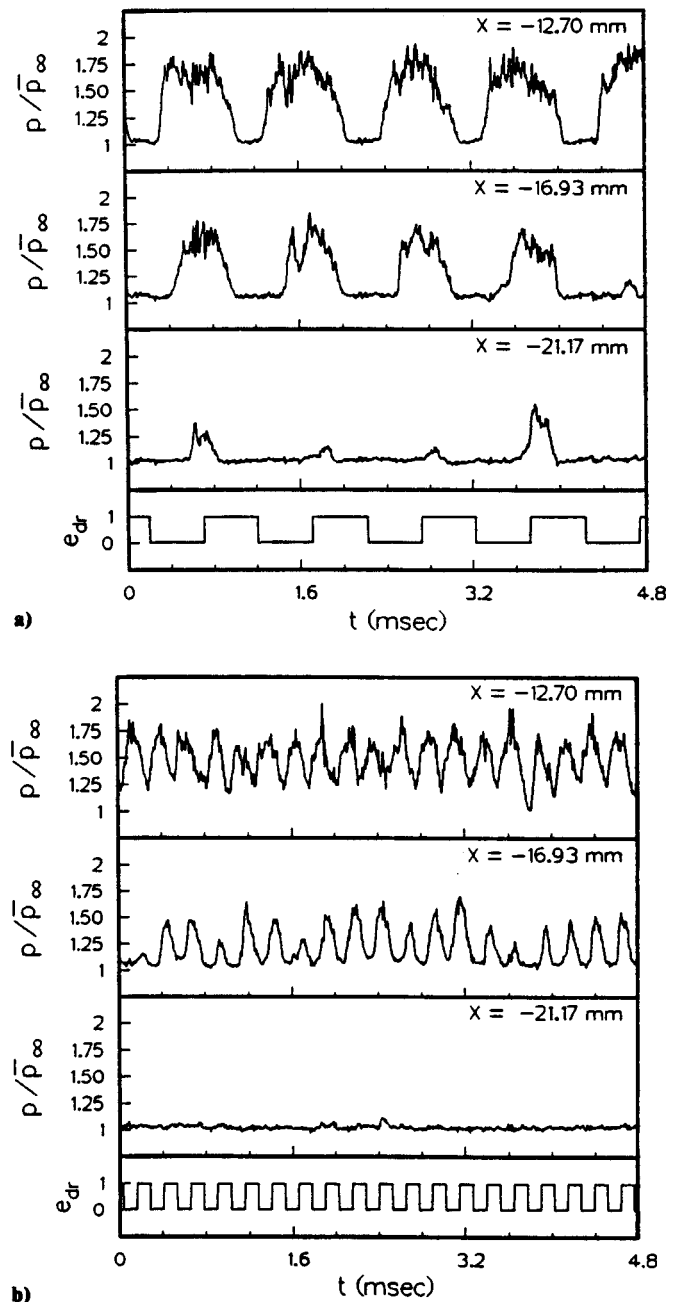 X = -12.70 mm
2
1.75
1.50
1.25
1
p/p̅∞
X = -16.93 mm
2
1.75
1.50
1.25
1
p/p̅∞
X = -21.17 mm
2
1.75
1.50
1.25
1
p/p̅∞
1
0
e_dr
0 1.6 3.2 4.8
t (msec)
a)
X = -12.70 mm
2
1.75
1.50
1.25
1
p/p̅∞
X = -16.93 mm
2
1.75
1.50
1.25
1
p/p̅∞
X = -21.17 mm
2
1.75
1.50
1.25
1
p/p̅∞
1
0
e_dr
0 1.6 3.2 4.8
t (msec)
b)